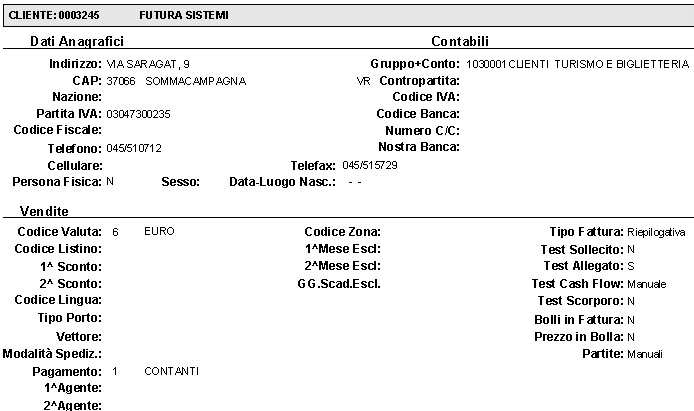 CLIENTE: 0003245 FUTURA SISTEMI
Dati Anagrafici Contabili
Indirizzo: VIA SARAGAT, 9 Gruppo+Conto: 1030001 CLIENTI TURISMO E BIGLIETTERIA
CAP: 37066 SOMMACAMPAGNA VR Contropartita:
Nazione: Codice IVA:
Partita IVA: 03047300235 Codice Banca:
Codice Fiscale: Numero C/C:
Telefono: 045/510712 Nostra Banca:
Cellulare: Telefax: 045/515729
Persona Fisica: N Sesso: Data-Luogo Nasc.: - -
Vendite
Codice Valuta: 6 EURO Codice Zona: Tipo Fattura: Riepilogativa
Codice Listino: 1^Mese Escl: Test Sollecito: N
1^ Sconto: 2^Mese Escl: Test Allegato: S
2^ Sconto: GG.Scad.Escl. Test Cash Flow: Manuale
Codice Lingua: Test Scorporo: N
Tipo Porto: Bolli in Fattura: N
Vettore: Prezzo in Bolla: N
Modalità Spediz.: Partite: Manuali
Pagamento: 1 CONTANTI
1^Agente:
2^Agente: